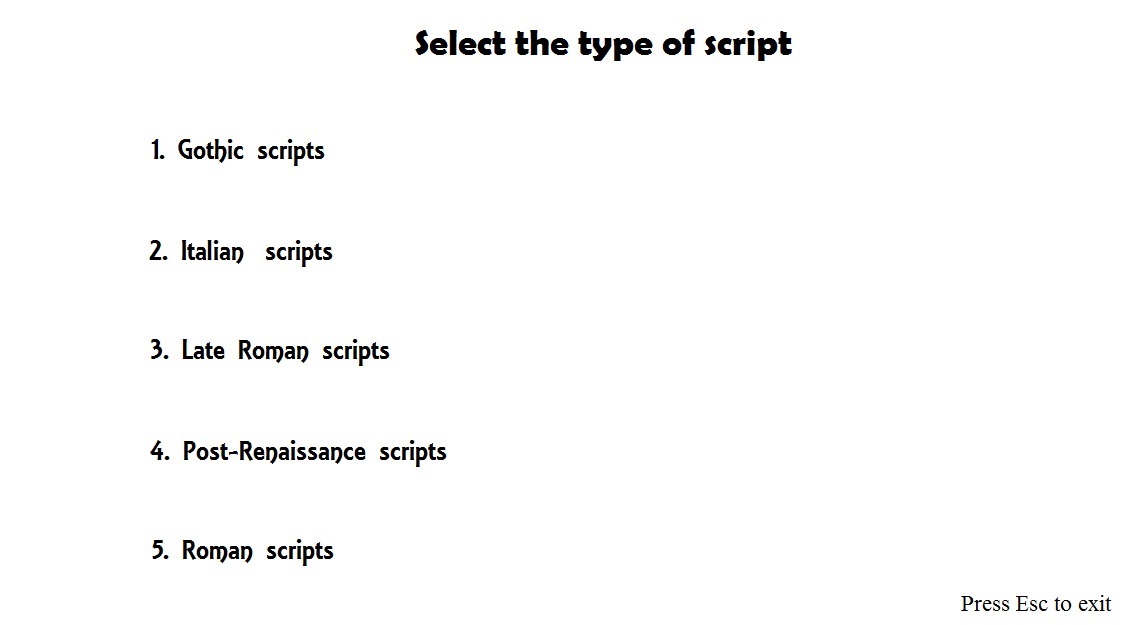 Select the type of script
1. Gothic scripts
2. Italian scripts
3. Late Roman scripts
4. Post-Renaissance scripts
5. Roman scripts
Press Esc to exit